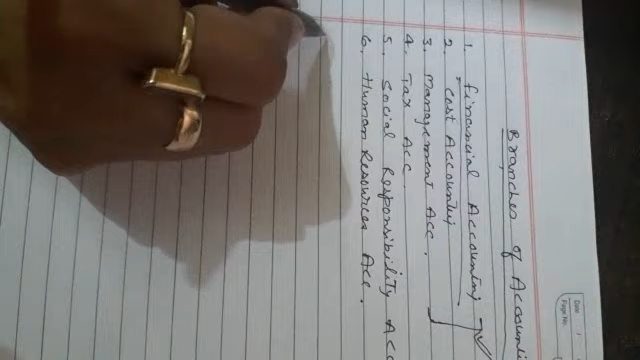 Date / /
Page No.
Branches of Accounti
1. Financial Accounting
2. Cost Accounting
3. Management Acc.
4. Tax Acc.
5. Social Responsibility Acc
6. Human Resources Acc.